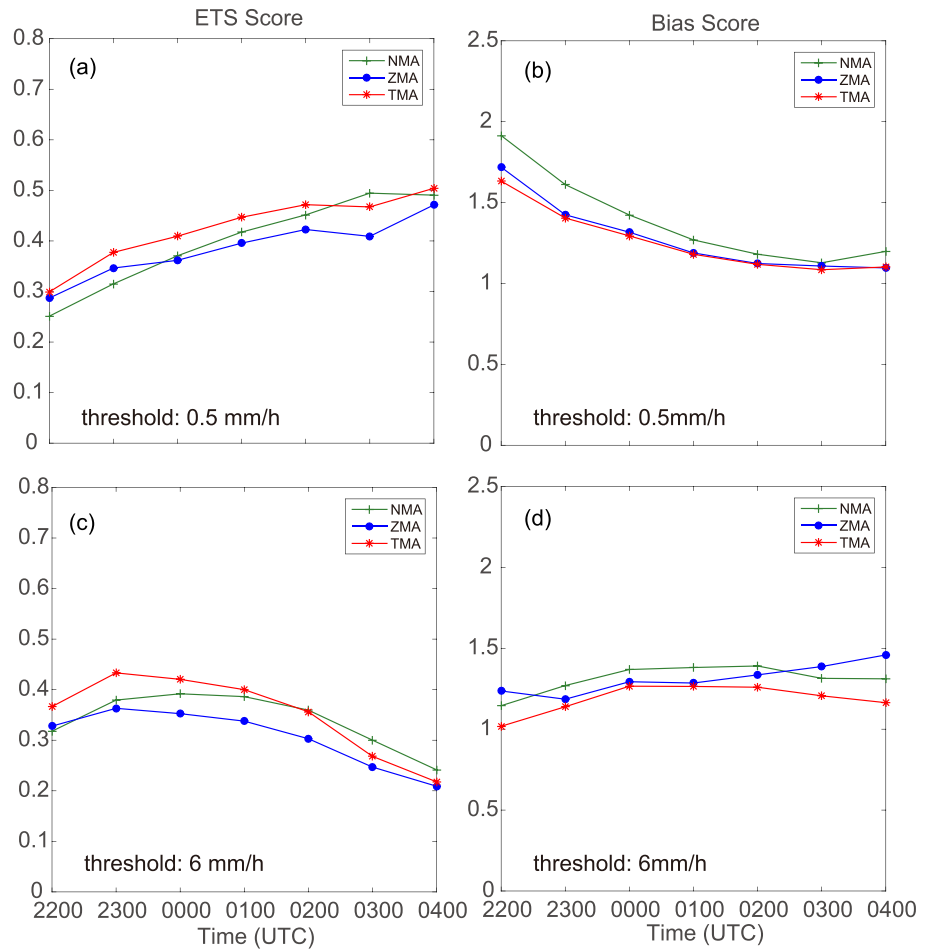 ETS Score
Bias Score
0.8
0.7
0.6
0.5
0.4
0.3
0.2
0.1
0
(a)
NMA
ZMA
TMA
threshold: 0.5 mm/h
2.5
2
1.5
1
0.5
0
(b)
NMA
ZMA
TMA
threshold: 0.5mm/h
0.8
0.7
0.6
0.5
0.4
0.3
0.2
0.1
0
(c)
NMA
ZMA
TMA
threshold: 6 mm/h
2200 2300 0000 0100 0200 0300 0400
Time (UTC)
2.5
2
1.5
1
0.5
0
(d)
NMA
ZMA
TMA
threshold: 6mm/h
2200 2300 0000 0100 0200 0300 0400
Time (UTC)